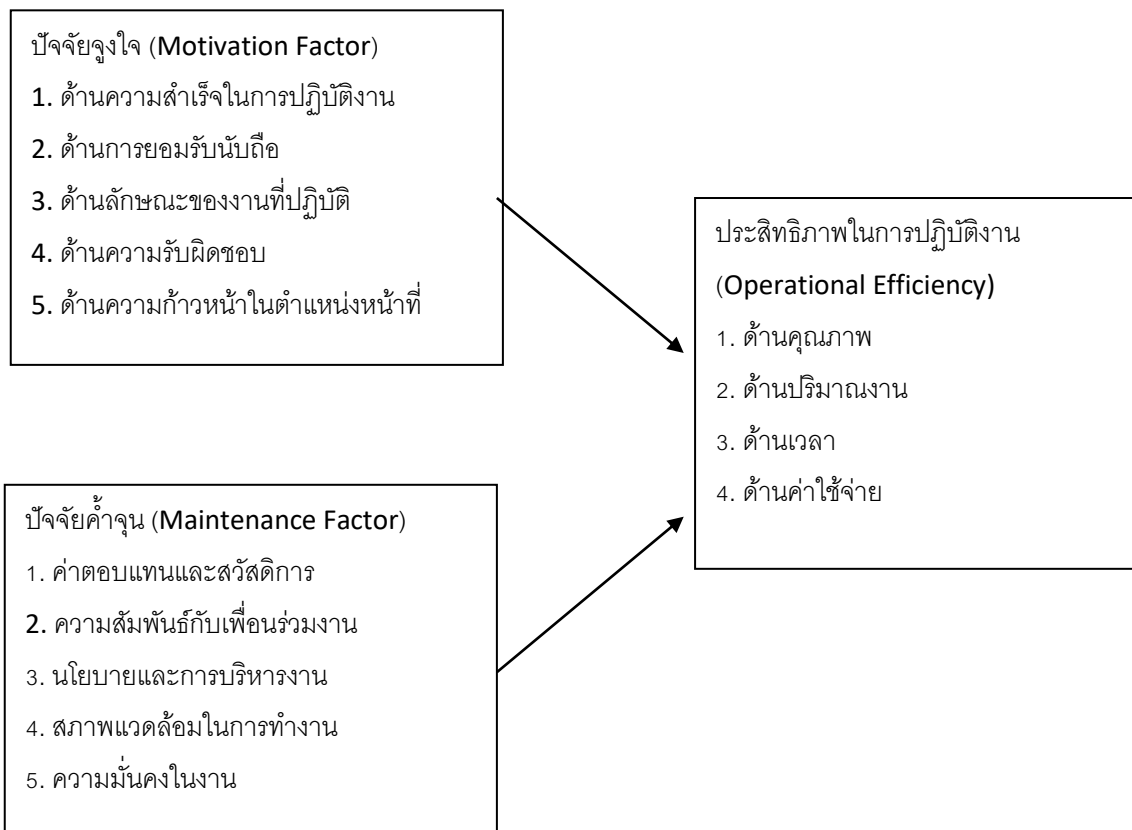 ปัจจัยจูงใจ (Motivation Factor)
1. ด้านความสำเร็จในการปฏิบัติงาน
2. ด้านการยอมรับนับถือ
3. ด้านลักษณะของงานที่ปฏิบัติ
4. ด้านความรับผิดชอบ
5. ด้านความก้าวหน้าในตำแหน่งหน้าที่
ประสิทธิภาพในการปฏิบัติงาน
(Operational Efficiency)
1. ด้านคุณภาพ
2. ด้านปริมาณงาน
3. ด้านเวลา
4. ด้านค่าใช้จ่าย
ปัจจัยค้ำจุน (Maintenance Factor)
1. ค่าตอบแทนและสวัสดิการ
2. ความสัมพันธ์กับเพื่อนร่วมงาน
3. นโยบายและการบริหารงาน
4. สภาพแวดล้อมในการทำงาน
5. ความมั่นคงในงาน